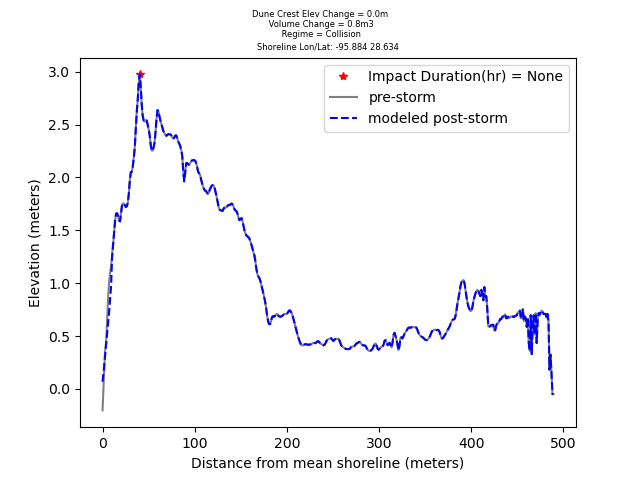 Dune Crest Elev Change = 0.0m
Volume Change = 0.8m3
Regime = Collision
Shoreline Lon/Lat: -95.884 28.634
Impact Duration(hr) = None
pre-storm
modeled post-storm
Elevation (meters)
3.0
2.5
2.0
1.5
1.0
0.5
0.0
0 100 200 300 400 500
Distance from mean shoreline (meters)